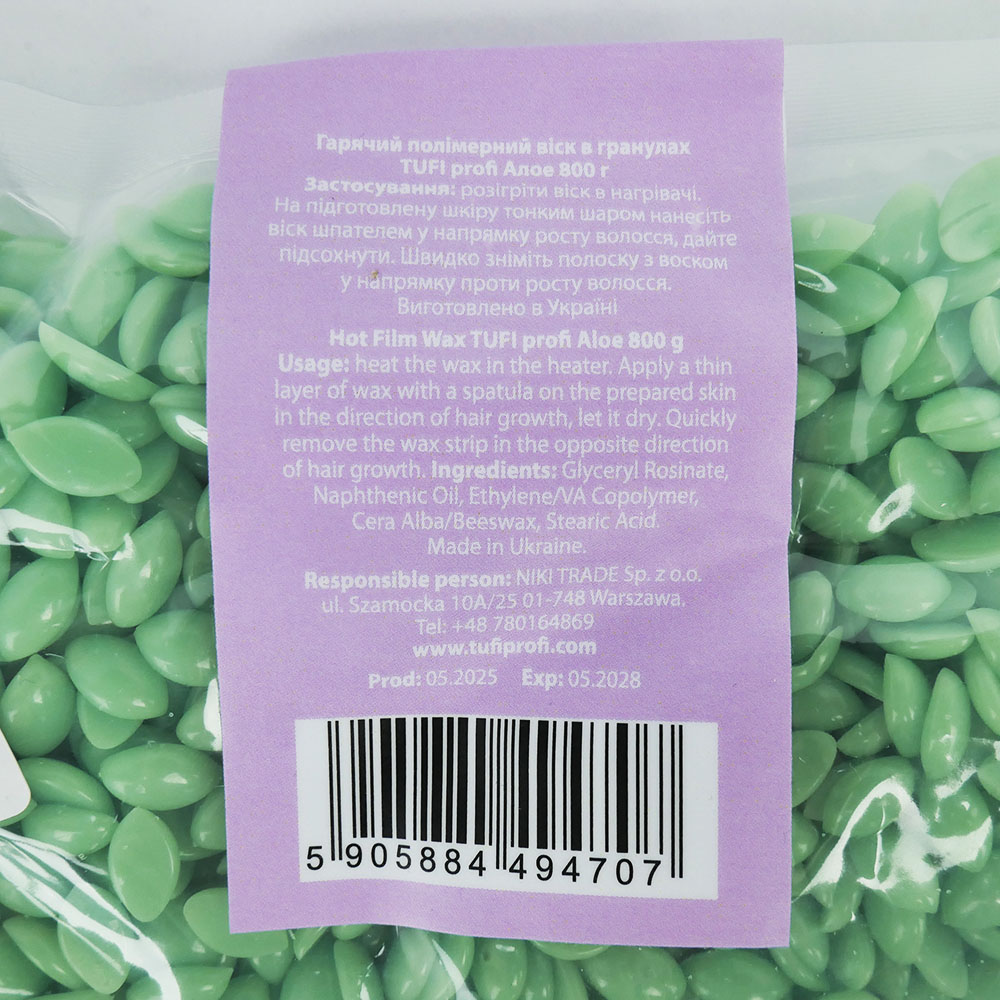 Гарячий полімерний віск в гранулах
TUFI profi Алое 800 г
Застосування: розігріти віск в нагрівачі.
На підготовлену шкіру тонким шаром нанесіть
віск шпателем у напрямку росту волосся, дайте
підсохнути. Швидко зніміть полоску з воском
у напрямку проти росту волосся.
Виготовлено в Україні
Hot Film Wax TUFI profi Aloe 800 g
Usage: heat the wax in the heater. Apply a thin
layer of wax with a spatula on the prepared skin
in the direction of hair growth, let it dry. Quickly
remove the wax strip in the opposite direction
of hair growth. Ingredients: Glyceryl Rosinate,
Naphthenic Oil, Ethylene/VA Copolymer,
Cera Alba/Beeswax, Stearic Acid.
Made in Ukraine.
Responsible person: NIKI TRADE Sp. z o.o.
ul. Szamocka 10A/25 01-748 Warszawa.
Tel: +48 780164869
www.tufiprofi.com
Prod: 05.2025 Exp: 05.2028
5 905884 494707